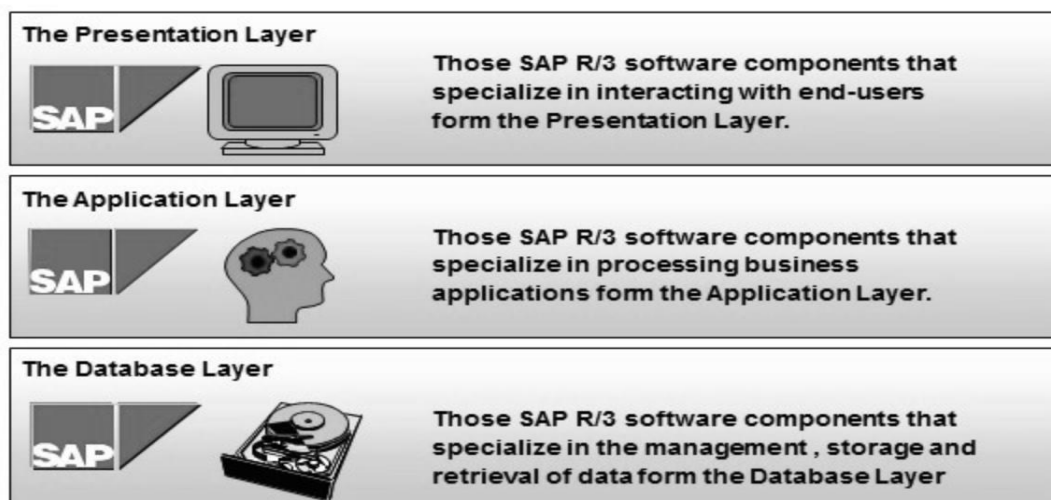 The Presentation Layer
SAP
Those SAP R/3 software components that
specialize in interacting with end-users
form the Presentation Layer.
The Application Layer
SAP
Those SAP R/3 software components that
specialize in processing business
applications form the Application Layer.
The Database Layer
SAP
Those SAP R/3 software components that
specialize in the management , storage and
retrieval of data form the Database Layer